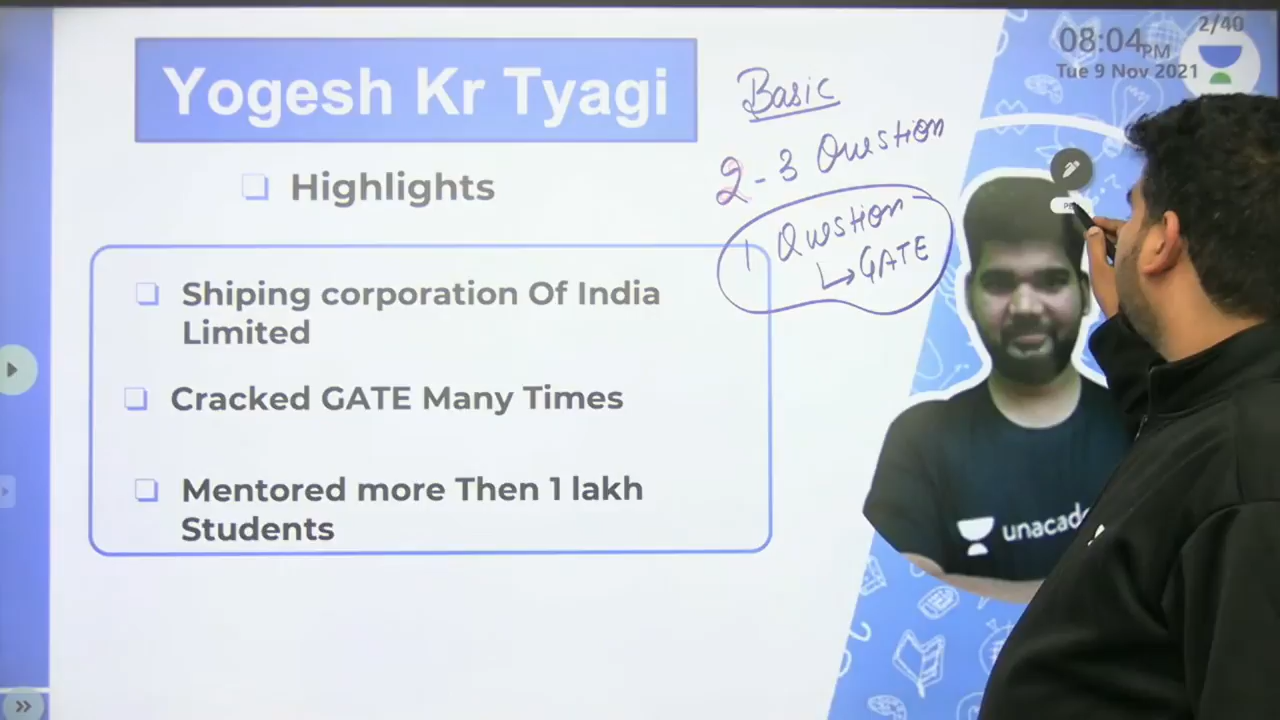 2/40
08:04PM
Tue 9 Nov 2021
Yogesh Kr Tyagi
Basic
2-3 Question
Highlights
1 Question
↳ GATE
Shiping corporation Of India
Limited
Cracked GATE Many Times
Mentored more Then 1 lakh
Students
unacade